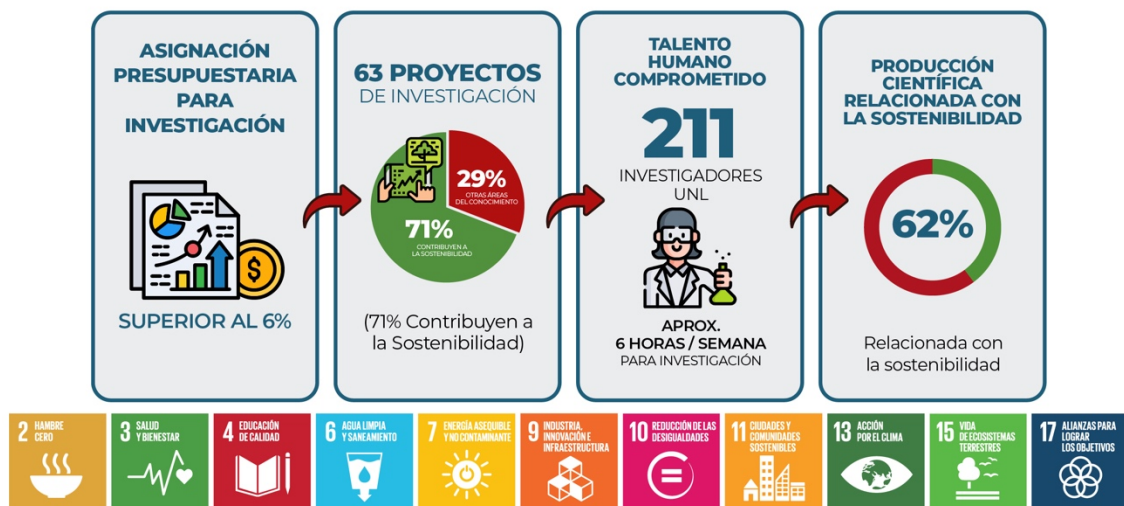 ASIGNACIÓN
PRESUPUESTARIA
PARA
INVESTIGACIÓN
$
SUPERIOR AL 6%
63 PROYECTOS
DE INVESTIGACIÓN
29%
OTRAS ÁREAS
DEL CONOCIMIENTO
71%
CONTRIBUYEN A
LA SOSTENIBILIDAD
(71% Contribuyen a
la Sostenibilidad)
TALENTO
HUMANO
COMPROMETIDO
211
INVESTIGADORES
UNL
APROX.
6 HORAS / SEMANA
PARA INVESTIGACIÓN
PRODUCCIÓN
CIENTÍFICA
RELACIONADA CON
LA SOSTENIBILIDAD
62%
Relacionada con
la sostenibilidad
2 HAMBRE
CERO
3 SALUD
Y BIENESTAR
4 EDUCACIÓN
DE CALIDAD
6 AGUA LIMPIA
Y SANEAMIENTO
7 ENERGÍA ASEQUIBLE
Y NO CONTAMINANTE
9 INDUSTRIA,
INNOVACIÓN E
INFRAESTRUCTURA
10 REDUCCIÓN DE LAS
DESIGUALDADES
11 CIUDADES Y
COMUNIDADES
SOSTENIBLES
13 ACCIÓN
POR EL CLIMA
15 VIDA
DE ECOSISTEMAS
TERRESTRES
17 ALIANZAS PARA
LOGRAR
LOS OBJETIVOS